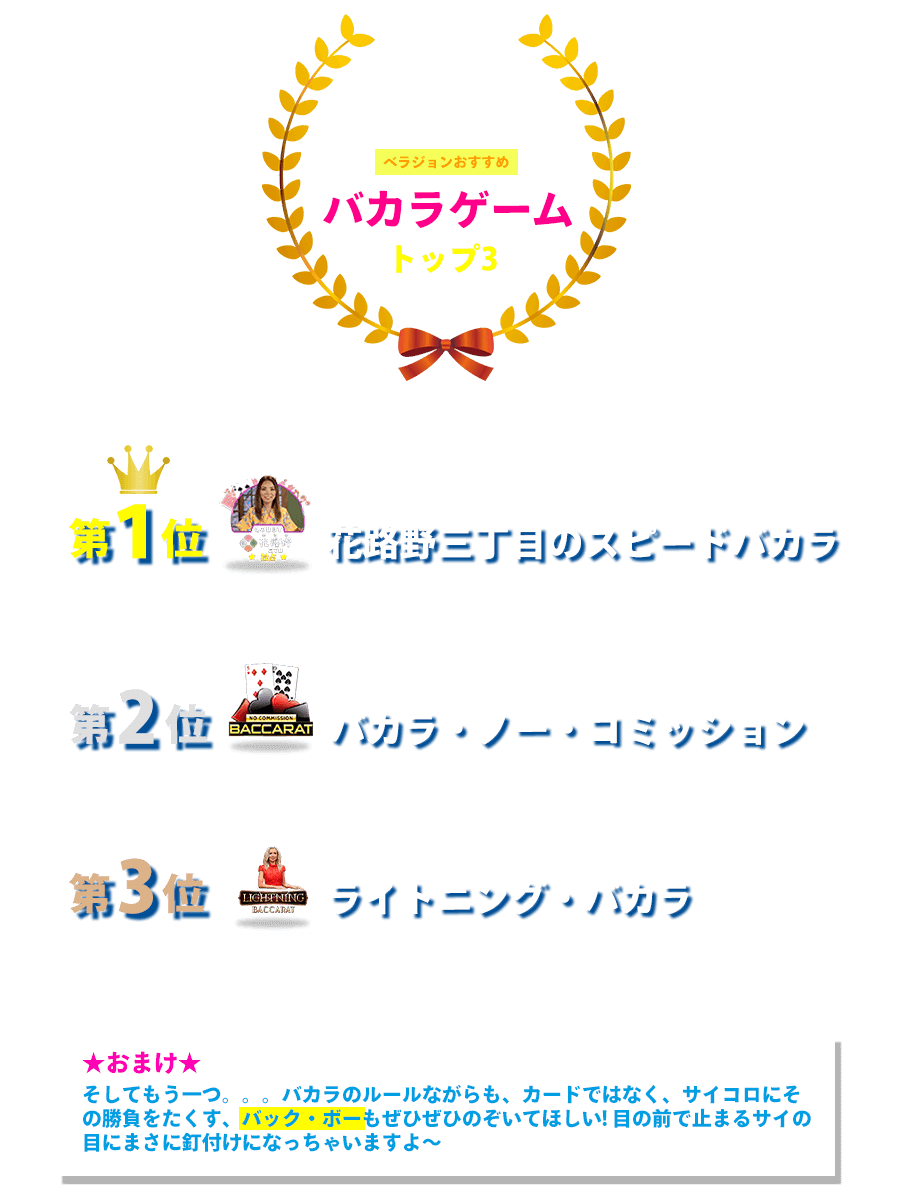 ベラジョンおすすめ
バカラゲーム
トップ3
第1位
花路野三丁目のスピードバカラ
第2位
NO COMMISSION
BACCARAT
バカラ・ノー・コミッション
第3位
LIGHTNING
BACCARAT
ライトニング・バカラ
★おまけ★
そしてもう一つ。。。バカラのルールながらも、カードではなく、サイコロにそ
の勝負をたくす、バック・ボーもぜひぜひのぞいてほしい! 目の前で止まるサイの
目にまさに釘付けになっちゃいますよ〜